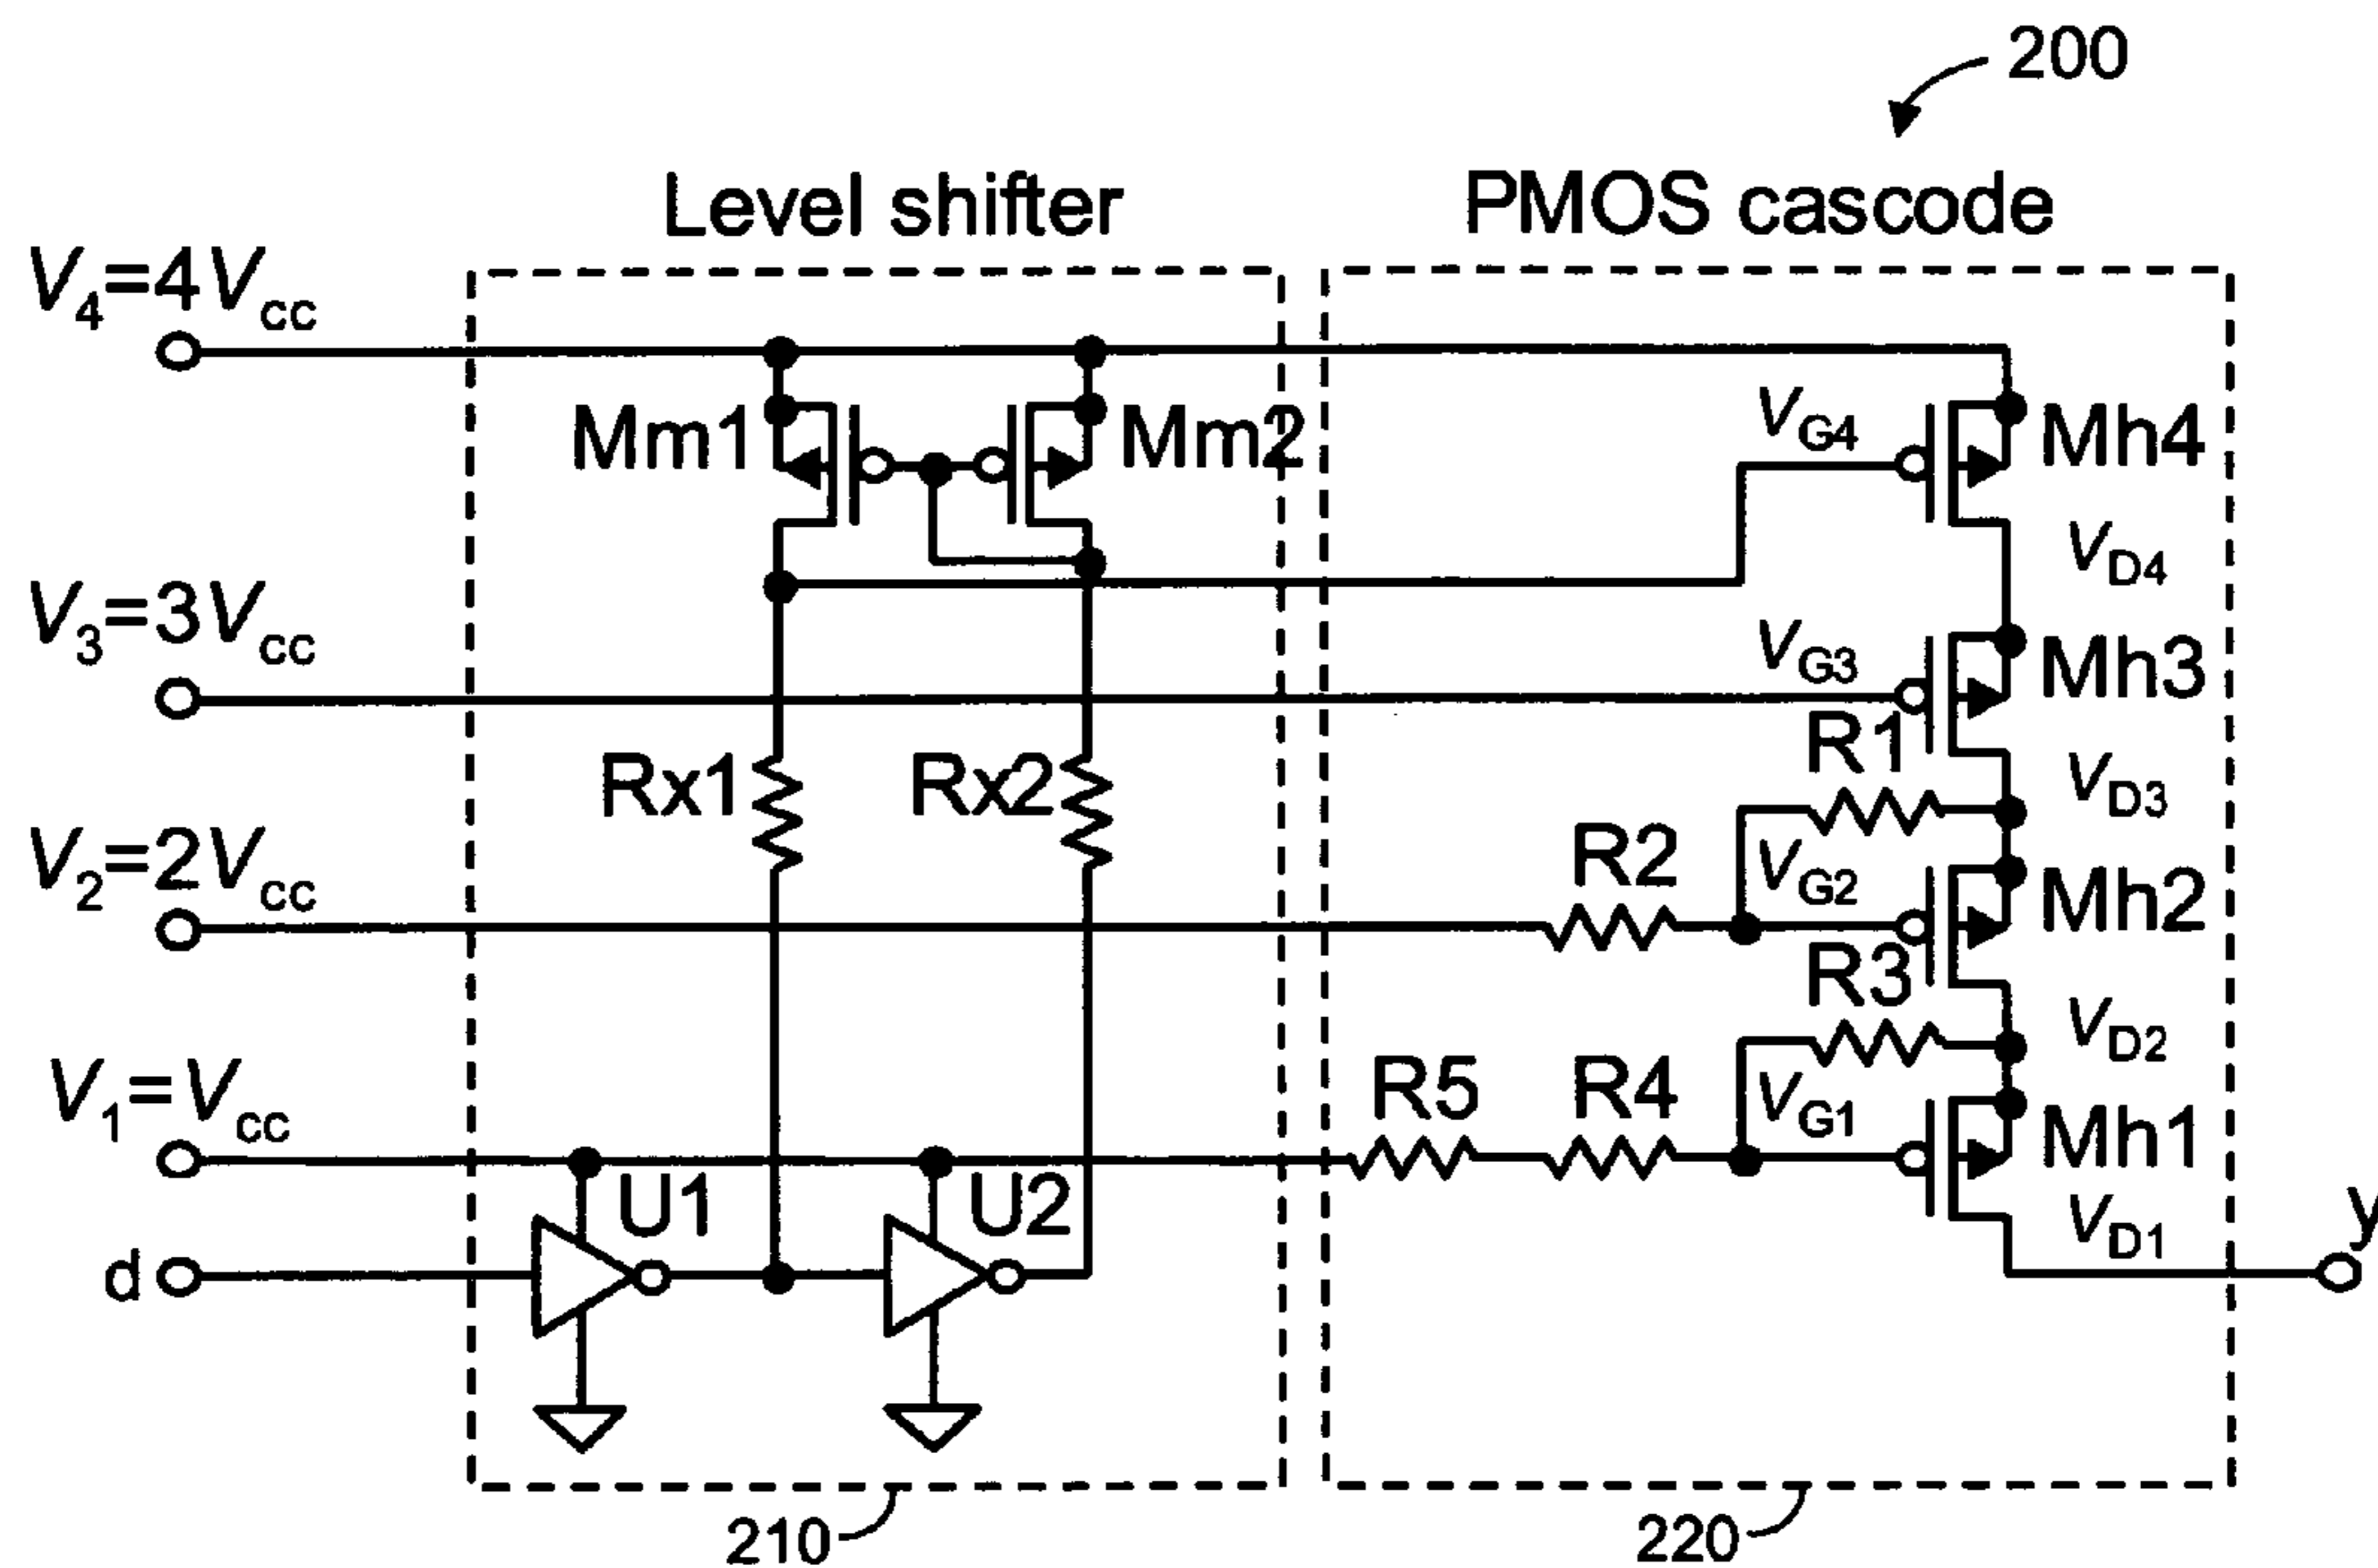 200
Level shifter
PMOS cascode
V4=4Vcc
Mm1
Mm2
VG4
Mh4
VD4
V3=3Vcc
VG3
Mh3
R1
VD3
Rx1
Rx2
V2=2Vcc
R2
VG2
Mh2
R3
VD2
V1=Vcc
R5
R4
VG1
Mh1
U1
U2
VD1
y
d
210
220